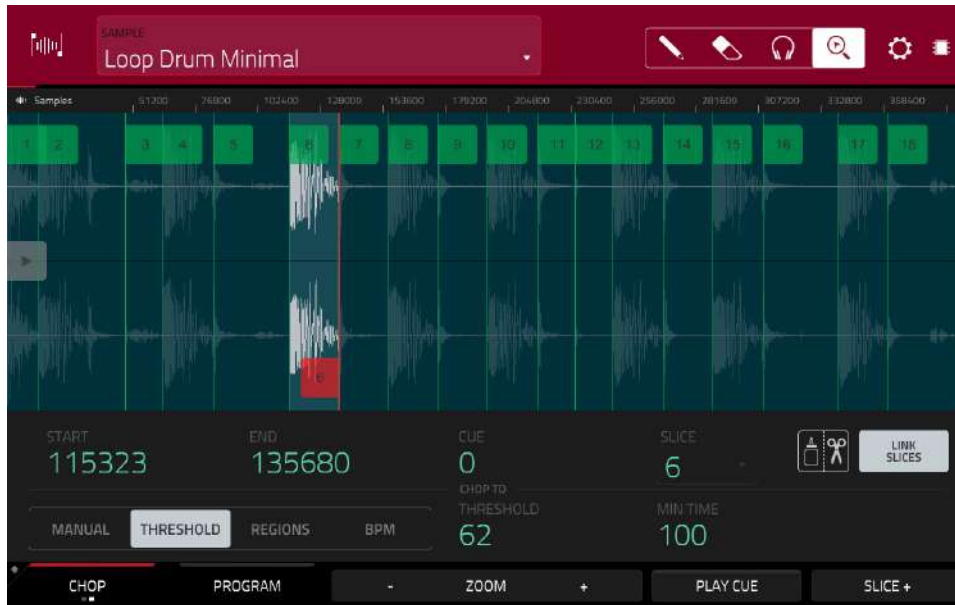 SAMPLE
Loop Drum Minimal
Samples 51200 76800 102400 128000 153600 179200 204800 230400 256000 281600 307200 332800 358400
1 2 3 4 5 6 7 8 9 10 11 12 13 14 15 16 17 18
6
START END CUE SLICE
115323 135680 0 6 LINK SLICES
CHOP TO
THRESHOLD MIN TIME
MANUAL THRESHOLD REGIONS BPM 62 100
CHOP PROGRAM - ZOOM + PLAY CUE SLICE +